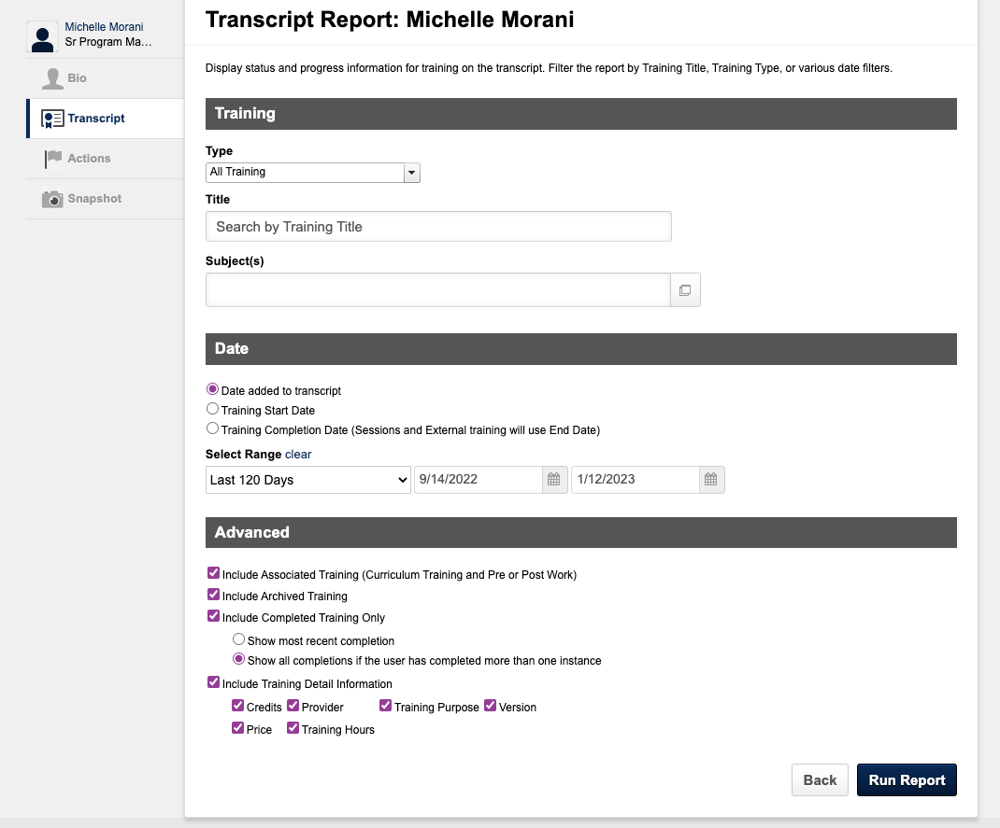 Michelle Morani
Sr Program Ma...
Bio
Transcript
Actions
Snapshot
Transcript Report: Michelle Morani
Display status and progress information for training on the transcript. Filter the report by Training Title, Training Type, or various date filters.
Training
Type
All Training
Title
Search by Training Title
Subject(s)
Date
Date added to transcript
Training Start Date
Training Completion Date (Sessions and External training will use End Date)
Select Range clear
Last 120 Days 9/14/2022 1/12/2023
Advanced
Include Associated Training (Curriculum Training and Pre or Post Work)
Include Archived Training
Include Completed Training Only
Show most recent completion
Show all completions if the user has completed more than one instance
Include Training Detail Information
Credits Provider Training Purpose Version
Price Training Hours
Back Run Report